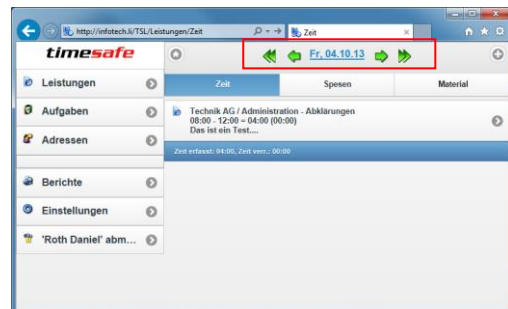 http://infotech.li/TSL/Leistungen/Zeit
Zeit
timesafe
Fr, 04.10.13
Leistungen
Zeit
Spesen
Material
Aufgaben
Technik AG / Administration - Abklärungen
08:00 - 12:00 = 04:00 (00:00)
Das ist ein Test....
Adressen
Zeit erfasst: 04:00, Zeit verr.: 00:00
Berichte
Einstellungen
'Roth Daniel' abm...